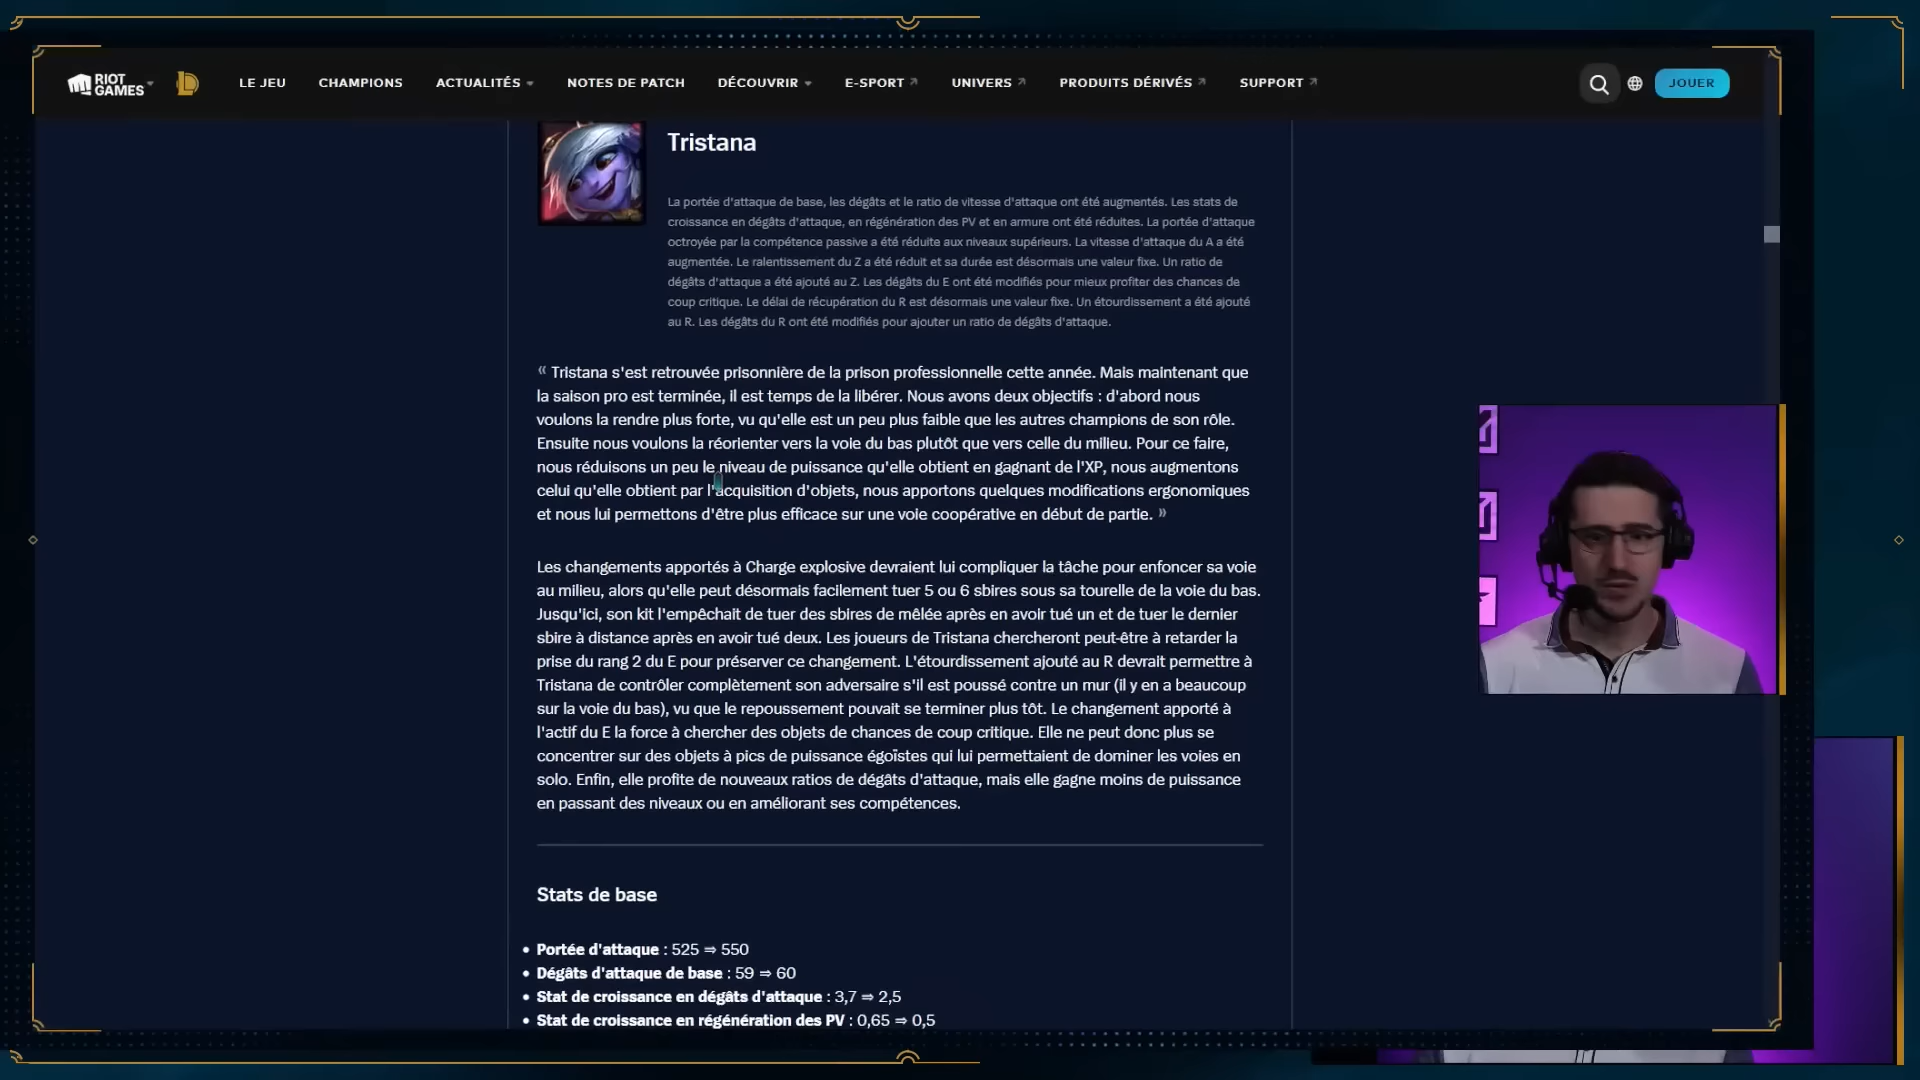 RIOT GAMES
LE JEU
CHAMPIONS
ACTUALITÉS
NOTES DE PATCH
DÉCOUVRIR
E-SPORT
UNIVERS
PRODUITS DÉRIVÉS
SUPPORT
JOUER
Tristana
La portée d'attaque de base, les dégâts et le ratio de vitesse d'attaque ont été augmentés. Les stats de
croissance en dégâts d'attaque, en régénération des PV et en armure ont été réduites. La portée d'attaque
octroyée par la compétence passive a été réduite aux niveaux supérieurs. La vitesse d'attaque du A a été
augmentée. Le ralentissement du Z a été réduit et sa durée est désormais une valeur fixe. Un ratio de
dégâts d'attaque a été ajouté au Z. Les dégâts du E ont été modifiés pour mieux profiter des chances de
coup critique. Le délai de récupération du R est désormais une valeur fixe. Un étourdissement a été ajouté
au R. Les dégâts du R ont été modifiés pour ajouter un ratio de dégâts d'attaque.
« Tristana s'est retrouvée prisonnière de la prison professionnelle cette année. Mais maintenant que
la saison pro est terminée, il est temps de la libérer. Nous avons deux objectifs : d'abord nous
voulons la rendre plus forte, vu qu'elle est un peu plus faible que les autres champions de son rôle.
Ensuite nous voulons la réorienter vers la voie du bas plutôt que vers celle du milieu. Pour ce faire,
nous réduisons un peu le niveau de puissance qu'elle obtient en gagnant de l'XP, nous augmentons
celui qu'elle obtient par l'acquisition d'objets, nous apportons quelques modifications ergonomiques
et nous lui permettons d'être plus efficace sur une voie coopérative en début de partie. »
Les changements apportés à Charge explosive devraient lui compliquer la tâche pour enfoncer sa voie
au milieu, alors qu'elle peut désormais facilement tuer 5 ou 6 sbires sous sa tourelle de la voie du bas.
Jusqu'ici, son kit l'empêchait de tuer des sbires de mêlée après en avoir tué un et de tuer le dernier
sbire à distance après en avoir tué deux. Les joueurs de Tristana chercheront peut-être à retarder la
prise du rang 2 du E pour préserver ce changement. L'étourdissement ajouté au R devrait permettre à
Tristana de contrôler complètement son adversaire s'il est poussé contre un mur (il y en a beaucoup
sur la voie du bas), vu que le repoussement pouvait se terminer plus tôt. Le changement apporté à
l'actif du E la force à chercher des objets de chances de coup critique. Elle ne peut donc plus se
concentrer sur des objets à pics de puissance égoïstes qui lui permettaient de dominer les voies en
solo. Enfin, elle profite de nouveaux ratios de dégâts d'attaque, mais elle gagne moins de puissance
en passant des niveaux ou en améliorant ses compétences.
Stats de base
• Portée d'attaque : 525 ⇒ 550
• Dégâts d'attaque de base : 59 ⇒ 60
• Stat de croissance en dégâts d'attaque : 3,7 ⇒ 2,5
• Stat de croissance en régénération des PV : 0,65 ⇒ 0,5